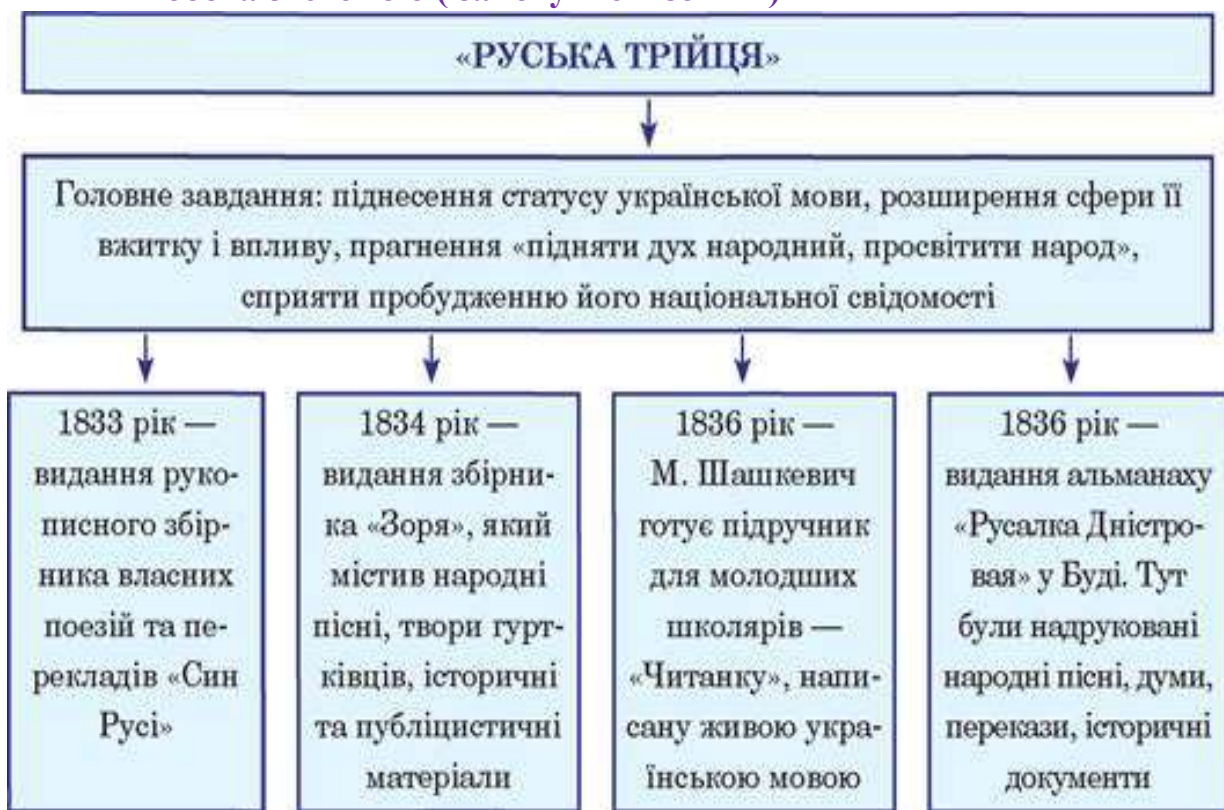 «РУСЬКА ТРІЙЦЯ»
Головне завдання: піднесення статусу української мови, розширення сфери її
вжитку і впливу, прагнення «підняти дух народний, просвітити народ»,
сприяти пробудженню його національної свідомості
1833 рік —
видання руко-
писного збір-
ника власних
поезій та пе-
рекладів «Син
Русі»
1834 рік —
видання збірни-
ка «Зоря», який
містив народні
пісні, твори гурт-
ківців, історичні
та публіцистичні
матеріали
1836 рік —
М. Шашкевич
готує підручник
для молодших
школярів —
«Читанку», напи-
сану живою укра-
їнською мовою
1836 рік —
видання альманаху
«Русалка Дністро-
вая» у Буді. Тут
були надруковані
народні пісні, думи,
перекази, історичні
документи